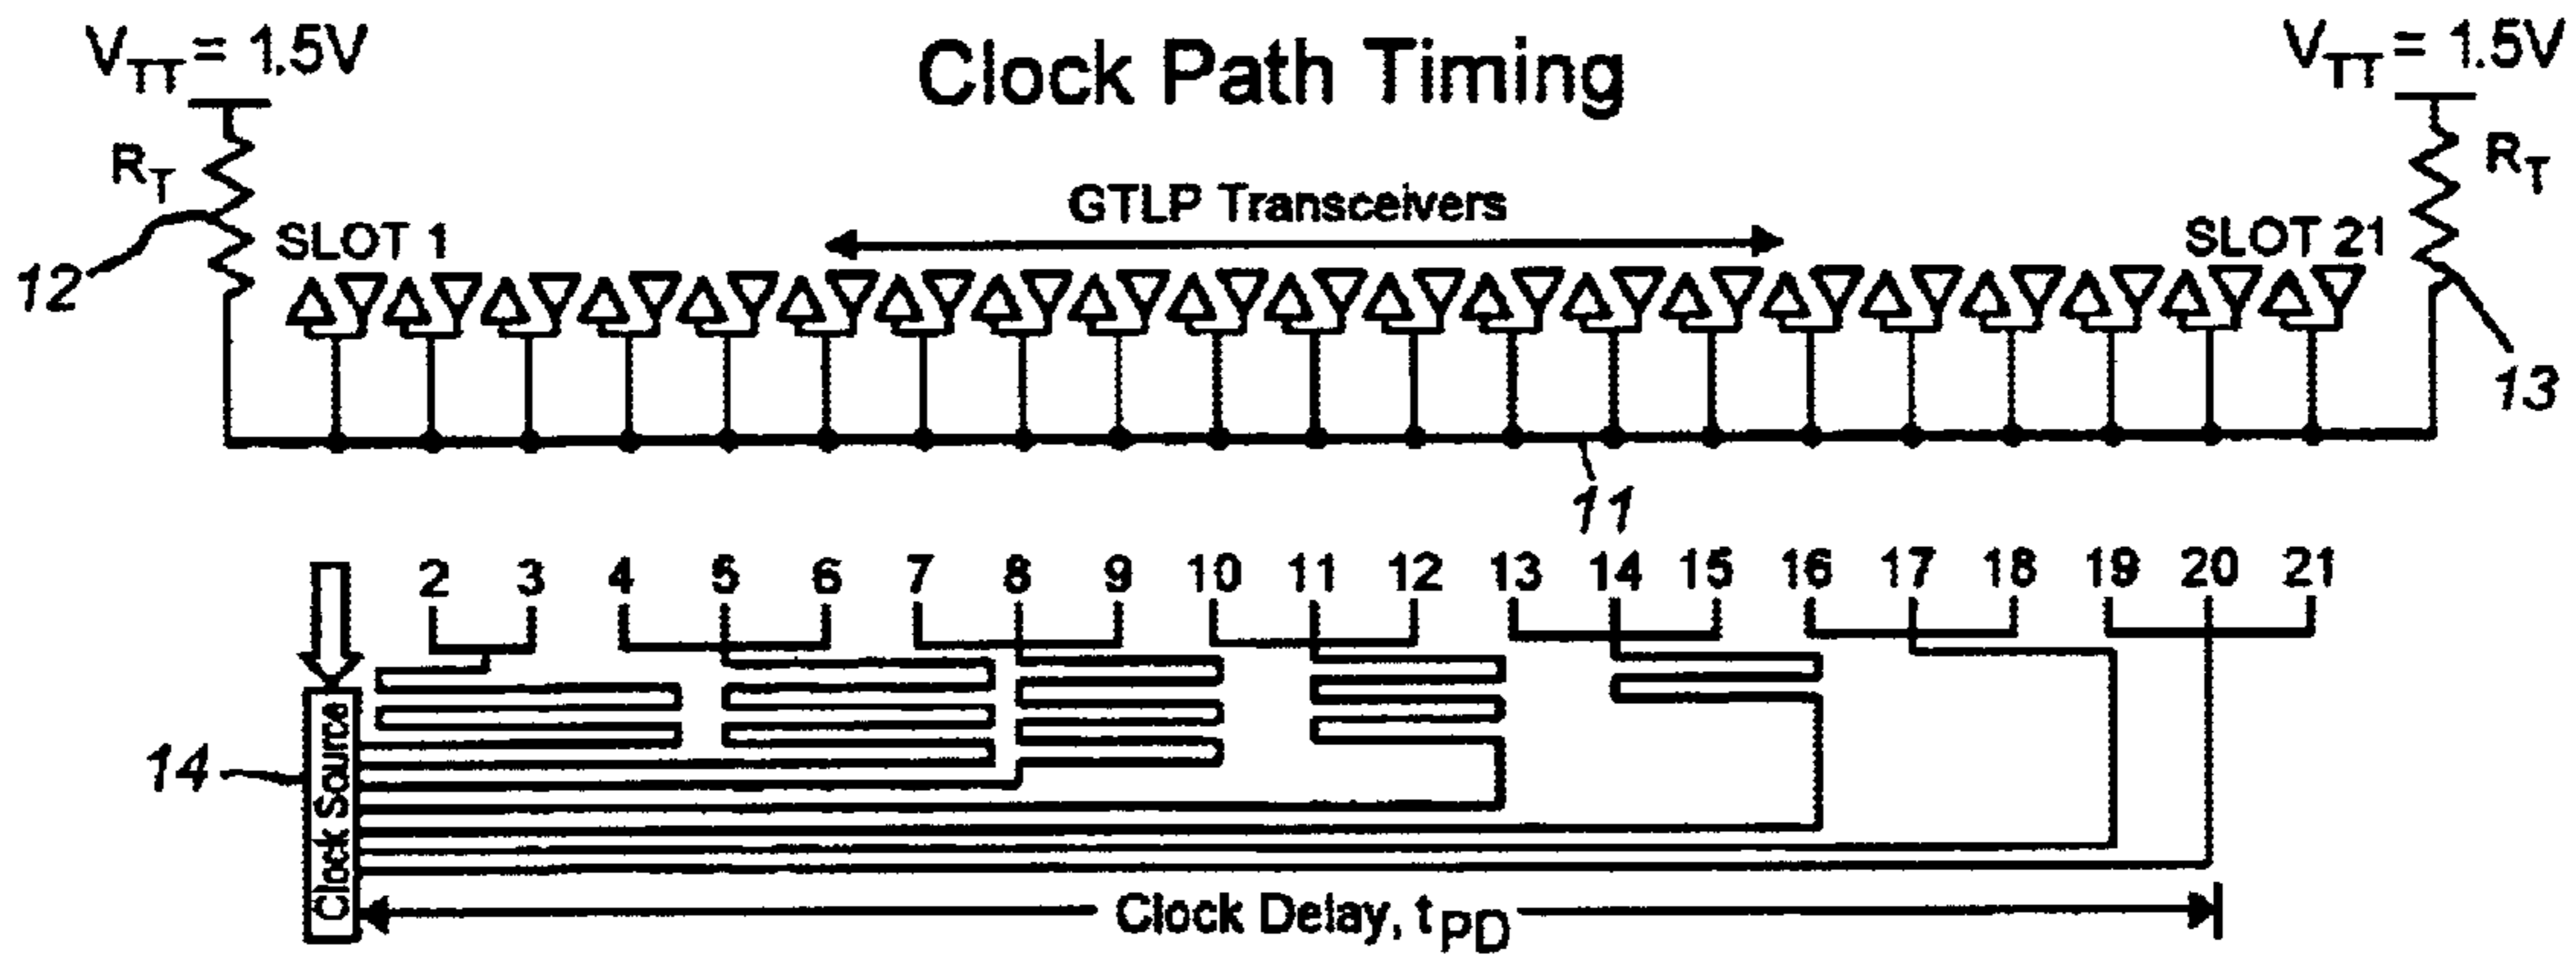 Clock Path Timing
VTT = 1.5V
VTT = 1.5V
RT
RT
GTLP Transceivers
SLOT 1
SLOT 21
12
13
11
2 3 4 5 6 7 8 9 10 11 12 13 14 15 16 17 18 19 20 21
14
Clock Source
Clock Delay, tPD